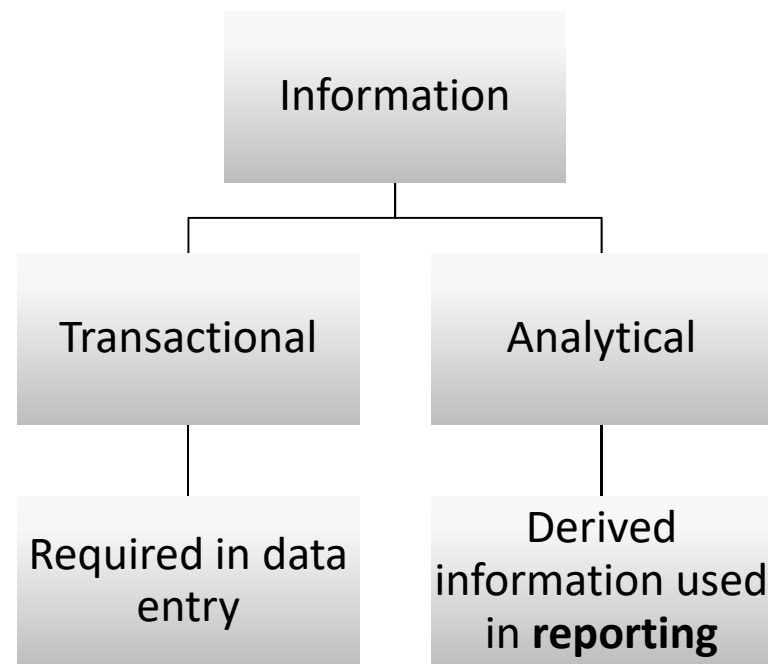 Information
Transactional
Analytical
Required in data
entry
Derived
information used
in reporting